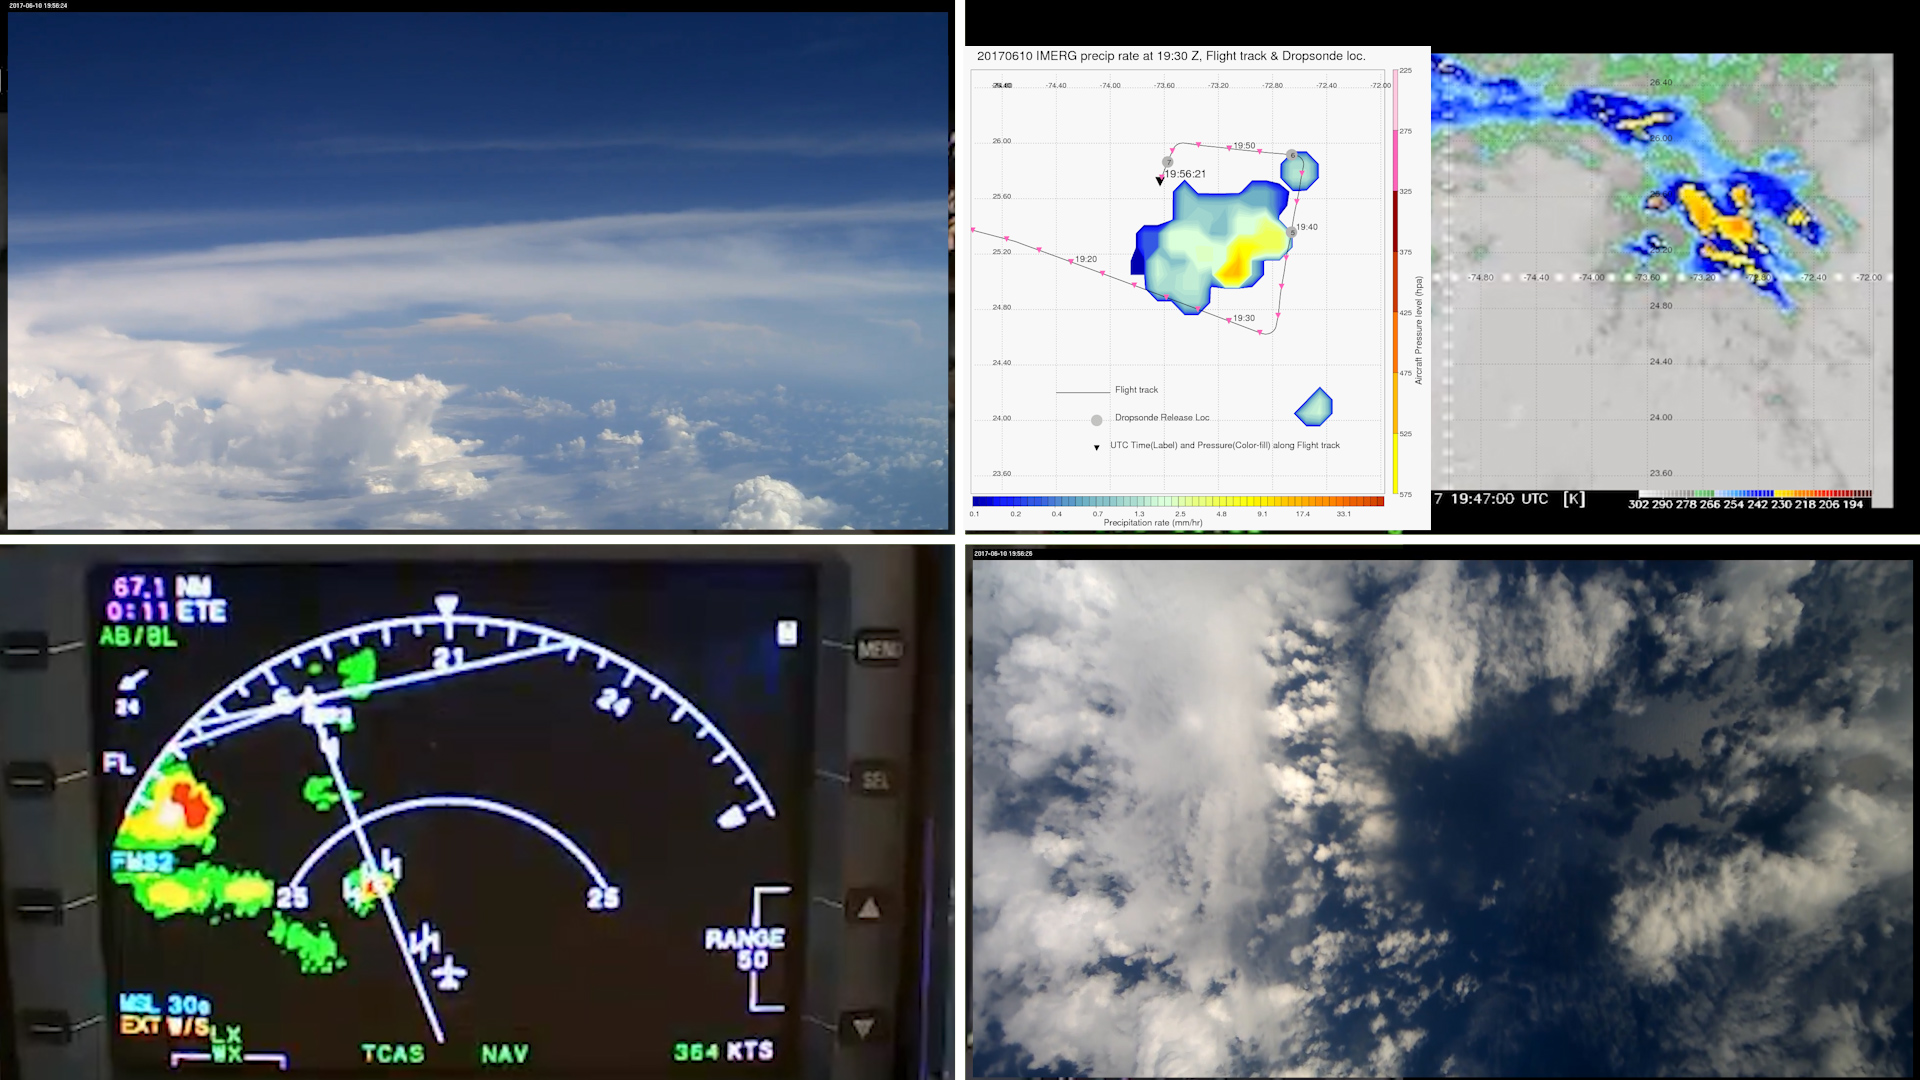 2017-06-10 19:56:24
20170610 IMERG precip rate at 19:30 Z, Flight track & Dropsonde loc.
-74.40 -74.00 -73.60 -73.20 -72.80 -72.40 -72.00
26.00
25.60
25.20
24.80
24.40
24.00
23.60
19:50
6
7
19:56:21
5
19:40
19:20
19:30
Flight track
Dropsonde Release Loc
UTC Time(Label) and Pressure(Color-fill) along Flight track
0.1 0.2 0.4 0.7 1.3 2.5 4.8 9.1 17.4 33.1
Precipitation rate (mm/hr)
225
275
325
375
425
475
525
575
Aircraft Pressure level (hpa)
26.40
26.00
25.20
-74.80 -74.40 -74.00 -73.20 -72.80 -72.40 -72.00
24.80
24.40
24.00
23.60
7 19:47:00 UTC [K]
302 290 278 266 254 242 230 218 206 194
67.1 NM
0:11 ETE
AB/BL
24
FL
FMS2
21
24
25 25
RANGE
50
MSL
EXT W/S
LX
WX
TCAS NAV 364 KTS
MENU
SEL
2017-06-10 19:56:26